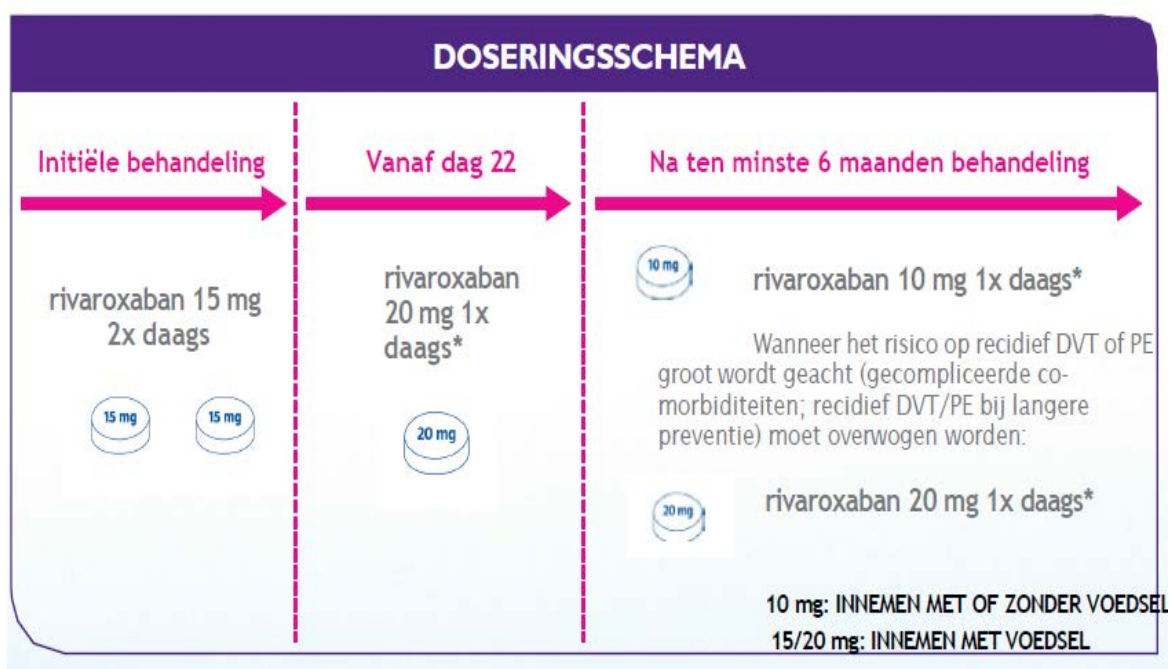 DOSERINGSSCHEMA
Initiële behandeling
rivaroxaban 15 mg
2x daags
15 mg
15 mg
Vanaf dag 22
rivaroxaban
20 mg 1x
daags*
20 mg
Na ten minste 6 maanden behandeling
10 mg
rivaroxaban 10 mg 1x daags*
Wanneer het risico op recidief DVT of PE
groot wordt geacht (gecompliceerde co-
morbiditeiten; recidief DVT/PE bij langere
preventie) moet overwogen worden:
20 mg
rivaroxaban 20 mg 1x daags*
10 mg: INNEMEN MET OF ZONDER VOEDSEL
15/20 mg: INNEMEN MET VOEDSEL